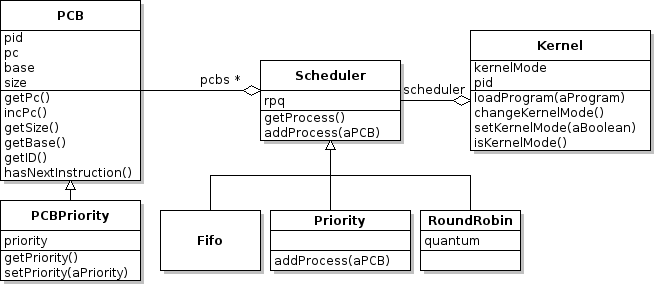 PCB
pid
pc
base
size
getPc()
incPc()
getSize()
getBase()
getID()
hasNextInstruction()
pcbs *
Scheduler
rpq
getProcess()
addProcess(aPCB)
scheduler
Kernel
kernelMode
pid
loadProgram(aProgram)
changeKernelMode()
setKernelMode(aBoolean)
isKernelMode()
PCBPriority
priority
getPriority()
setPriority(aPriority)
Fifo
Priority
addProcess(aPCB)
RoundRobin
quantum